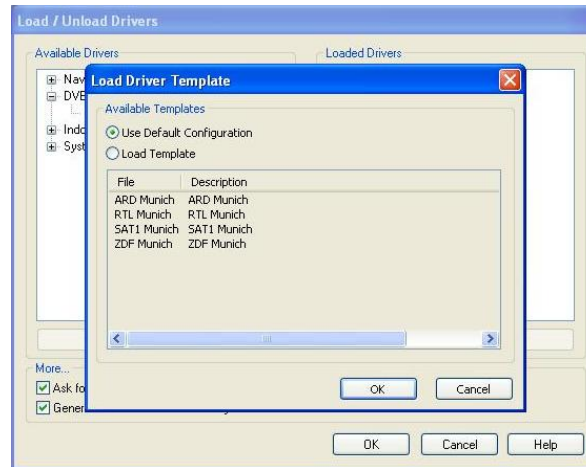 Load / Unload Drivers
Available Drivers
Loaded Drivers
Nav
DVB
Indo
Syst
Load Driver Template
Available Templates
Use Default Configuration
Load Template
File Description
ARD Munich ARD Munich
RTL Munich RTL Munich
SAT1 Munich SAT1 Munich
ZDF Munich ZDF Munich
OK Cancel
More...
Ask fo
Gener
OK Cancel Help